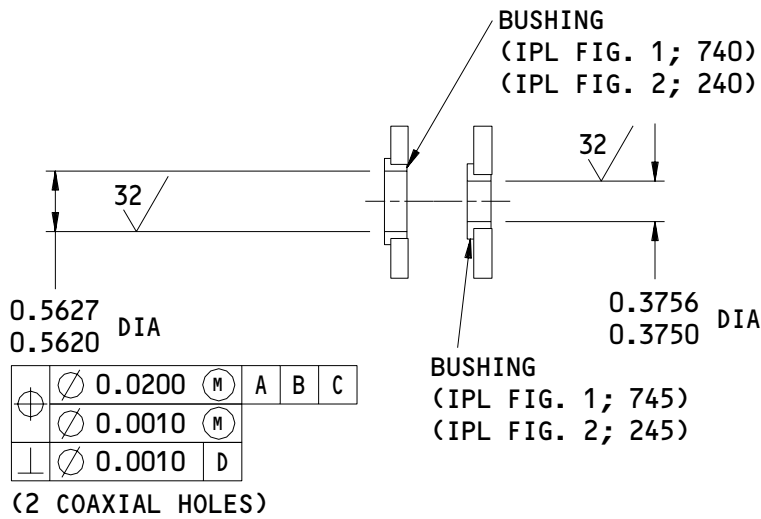 BUSHING
(IPL FIG. 1; 740)
(IPL FIG. 2; 240)
32
32
0.5627
0.5620 DIA
0.3756
0.3750 DIA
⌀ 0.0200 Ⓜ A B C
⌀ 0.0010 Ⓜ
⌀ 0.0010 D
(2 COAXIAL HOLES)
BUSHING
(IPL FIG. 1; 745)
(IPL FIG. 2; 245)